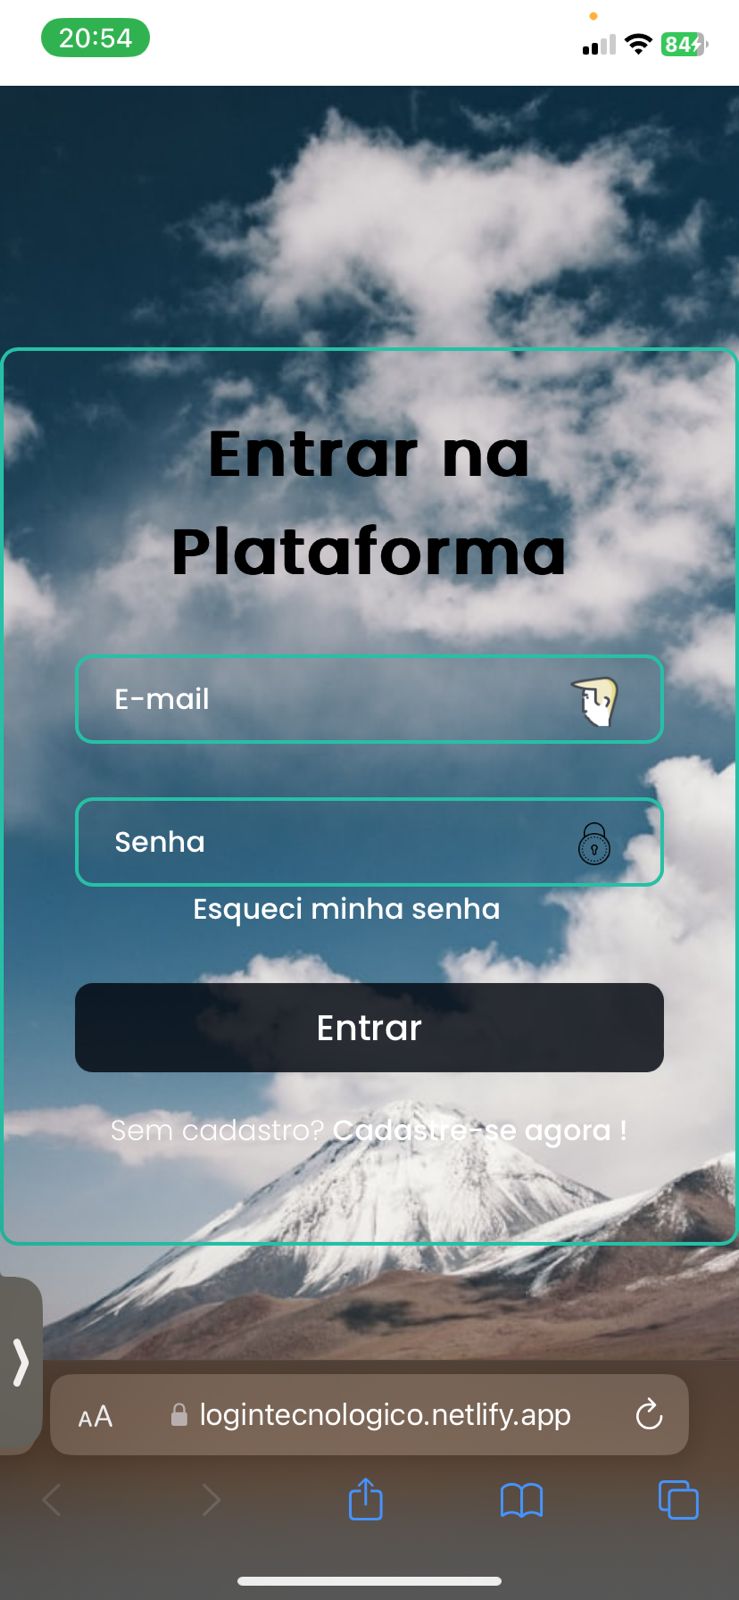 20:54
84
Entrar na
Plataforma
E-mail
Senha
Esqueci minha senha
Entrar
Sem cadastro? Cadastre-se agora !
AA logintecnologico.netlify.app